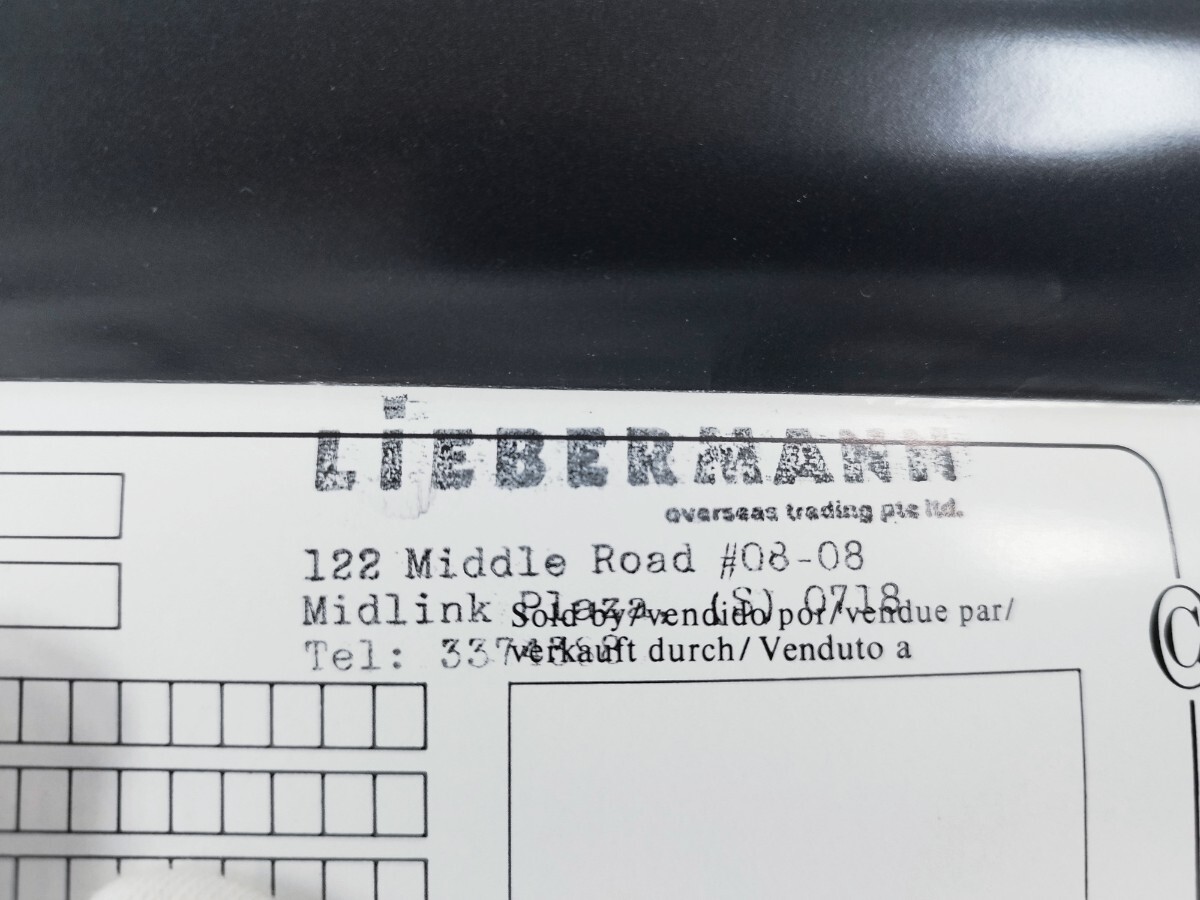 LiEBERMANN
overseas trading pte ltd.
122 Middle Road #08-08
Midlink Plaza, (S) 0718
Sold by/vendido por/vendue par/
Tel:
verkauft durch/Venduto a
C